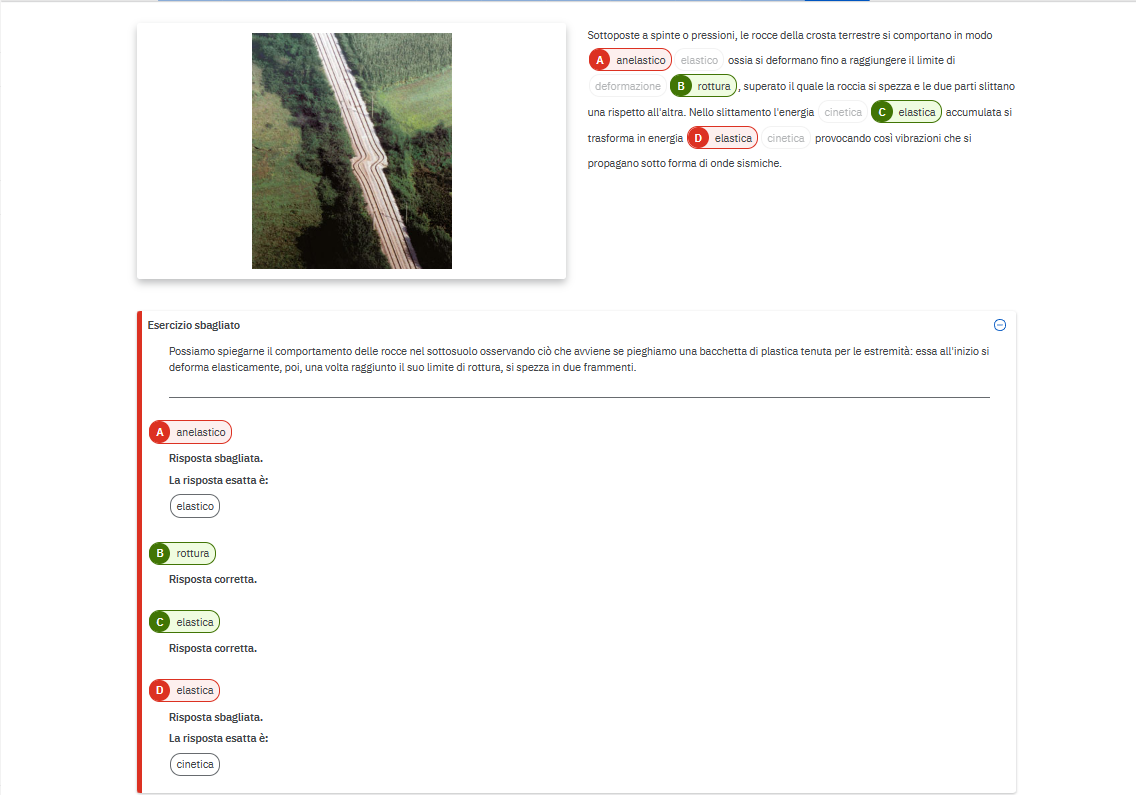 Sottoposte a spinte o pressioni, le rocce della crosta terrestre si comportano in modo
A anelastico elastico ossia si deformano fino a raggiungere il limite di
deformazione B rottura , superato il quale la roccia si spezza e le due parti slittano
una rispetto all'altra. Nello slittamento l'energia cinetica C elastica accumulata si
trasforma in energia D elastica cinetica provocando così vibrazioni che si
propagano sotto forma di onde sismiche.
Esercizio sbagliato
Possiamo spiegarne il comportamento delle rocce nel sottosuolo osservando ciò che avviene se pieghiamo una bacchetta di plastica tenuta per le estremità: essa all'inizio si
deforma elasticamente, poi, una volta raggiunto il suo limite di rottura, si spezza in due frammenti.
A anelastico
Risposta sbagliata.
La risposta esatta è:
elastico
B rottura
Risposta corretta.
C elastica
Risposta corretta.
D elastica
Risposta sbagliata.
La risposta esatta è:
cinetica